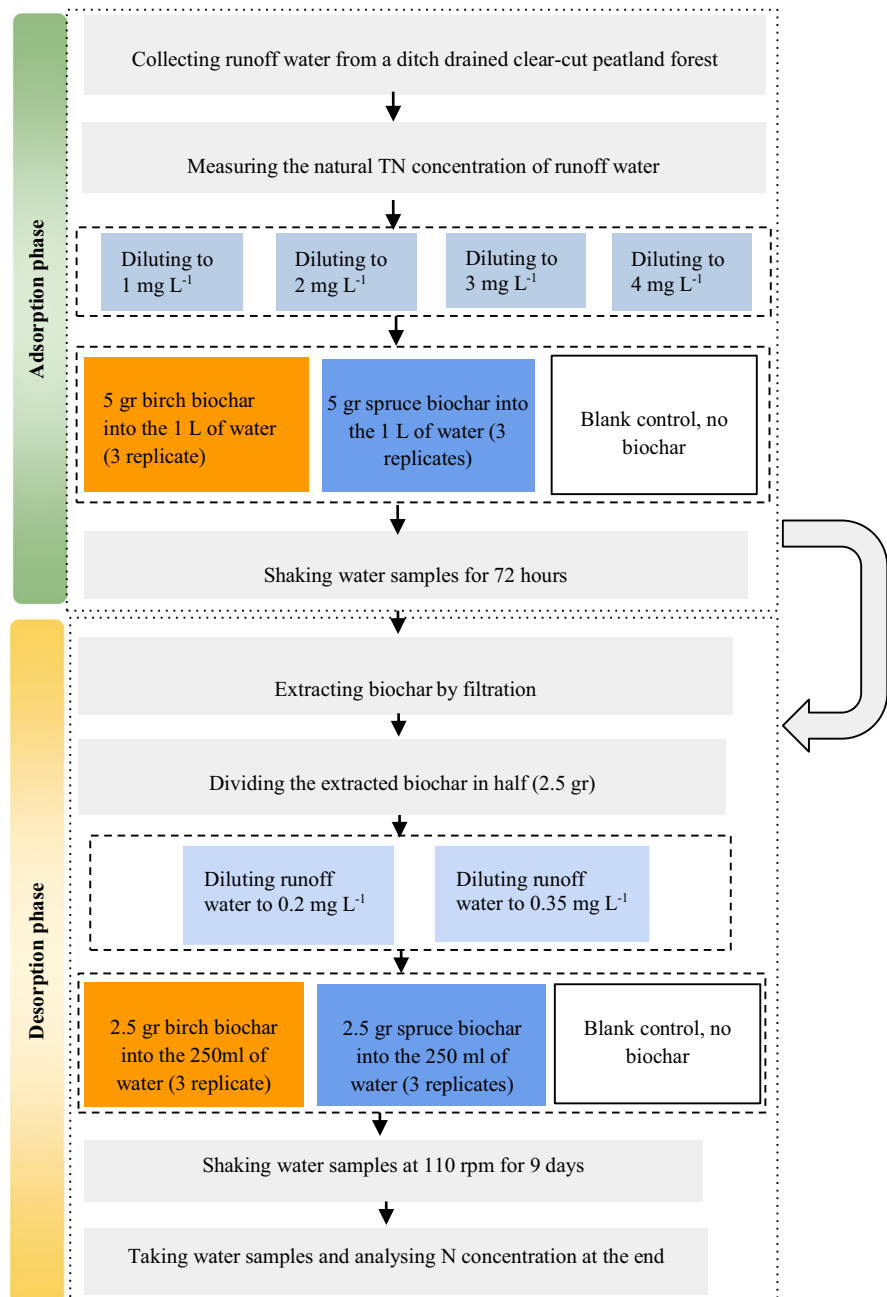 Adsorption phase
Collecting runoff water from a ditch drained clear-cut peatland forest
Measuring the natural TN concentration of runoff water
Diluting to
1 mg L⁻¹
Diluting to
2 mg L⁻¹
Diluting to
3 mg L⁻¹
Diluting to
4 mg L⁻¹
5 gr birch biochar
into the 1 L of water
(3 replicate)
5 gr spruce biochar into
the 1 L of water (3
replicates)
Blank control, no
biochar
Shaking water samples for 72 hours
Desorption phase
Extracting biochar by filtration
Dividing the extracted biochar in half (2.5 gr)
Diluting runoff
water to 0.2 mg L⁻¹
Diluting runoff
water to 0.35 mg L⁻¹
2.5 gr birch biochar
into the 250ml of
water (3 replicate)
2.5 gr spruce biochar
into the 250 ml of
water (3 replicates)
Blank control, no
biochar
Shaking water samples at 110 rpm for 9 days
Taking water samples and analysing N concentration at the end